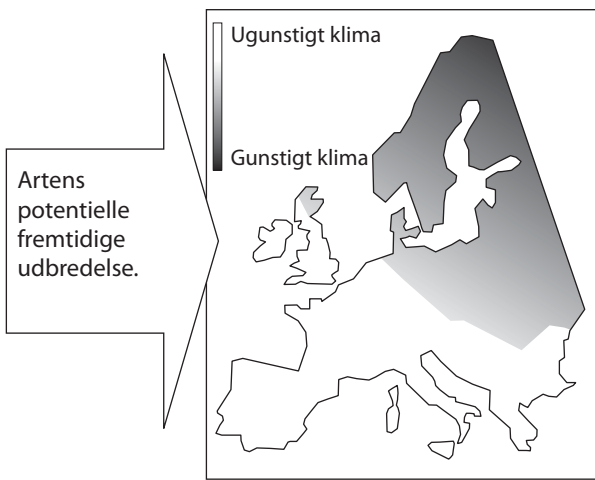 Ugunstigt klima
Gunstigt klima
Artens
potentielle
fremtidige
udbredelse.